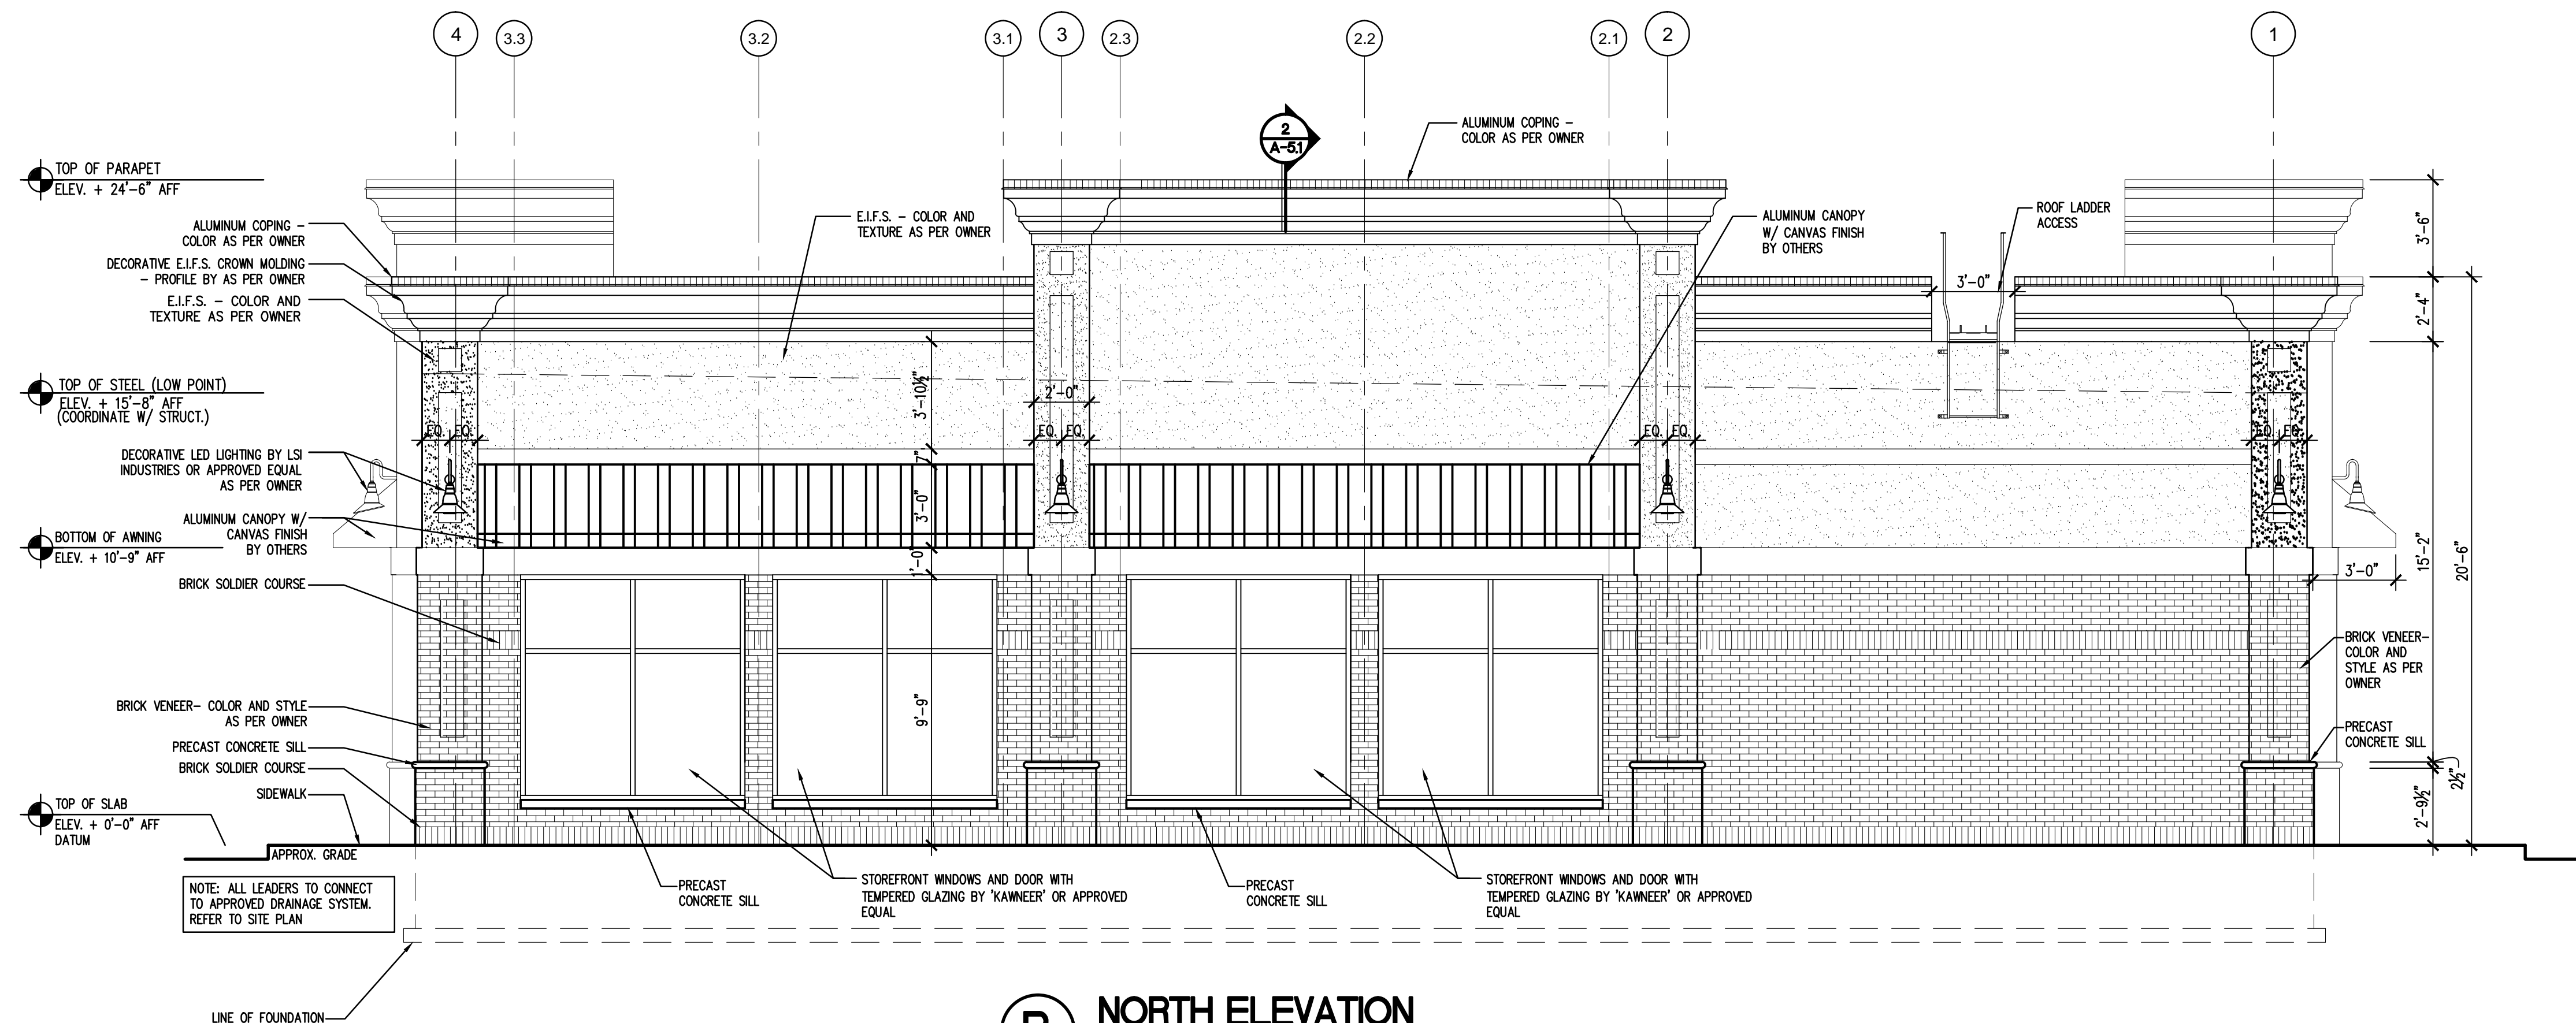 4
3.3
3.2
3.1
3
2.3
2.2
2.1
2
1
2
A-5.1
ALUMINUM COPING -
COLOR AS PER OWNER
TOP OF PARAPET
ELEV. + 24'-6" AFF
ALUMINUM COPING -
COLOR AS PER OWNER
DECORATIVE E.I.F.S. CROWN MOLDING
- PROFILE BY AS PER OWNER
E.I.F.S. - COLOR AND
TEXTURE AS PER OWNER
E.I.F.S. - COLOR AND
TEXTURE AS PER OWNER
ALUMINUM CANOPY
W/ CANVAS FINISH
BY OTHERS
ROOF LADDER
ACCESS
3'-0"
3'-6"
2'-4"
TOP OF STEEL (LOW POINT)
ELEV. + 15'-8" AFF
(COORDINATE W/ STRUCT.)
3'-10½"
2'-0"
EQ. EQ.
EQ. EQ.
EQ. EQ.
EQ. EQ.
DECORATIVE LED LIGHTING BY LSI
INDUSTRIES OR APPROVED EQUAL
AS PER OWNER
7"
3'-0"
ALUMINUM CANOPY W/
CANVAS FINISH
BY OTHERS
BOTTOM OF AWNING
ELEV. + 10'-9" AFF
1'-0"
15'-2"
20'-6"
3'-0"
BRICK SOLDIER COURSE
BRICK VENEER-
COLOR AND
STYLE AS PER
OWNER
BRICK VENEER- COLOR AND STYLE
AS PER OWNER
9'-9"
PRECAST
CONCRETE SILL
PRECAST CONCRETE SILL
BRICK SOLDIER COURSE
SIDEWALK
2½"
2'-9½"
TOP OF SLAB
ELEV. + 0'-0" AFF
DATUM
APPROX. GRADE
NOTE: ALL LEADERS TO CONNECT
TO APPROVED DRAINAGE SYSTEM.
REFER TO SITE PLAN
PRECAST
CONCRETE SILL
STOREFRONT WINDOWS AND DOOR WITH
TEMPERED GLAZING BY 'KAWNEER' OR APPROVED
EQUAL
PRECAST
CONCRETE SILL
STOREFRONT WINDOWS AND DOOR WITH
TEMPERED GLAZING BY 'KAWNEER' OR APPROVED
EQUAL
LINE OF FOUNDATION
NORTH ELEVATION